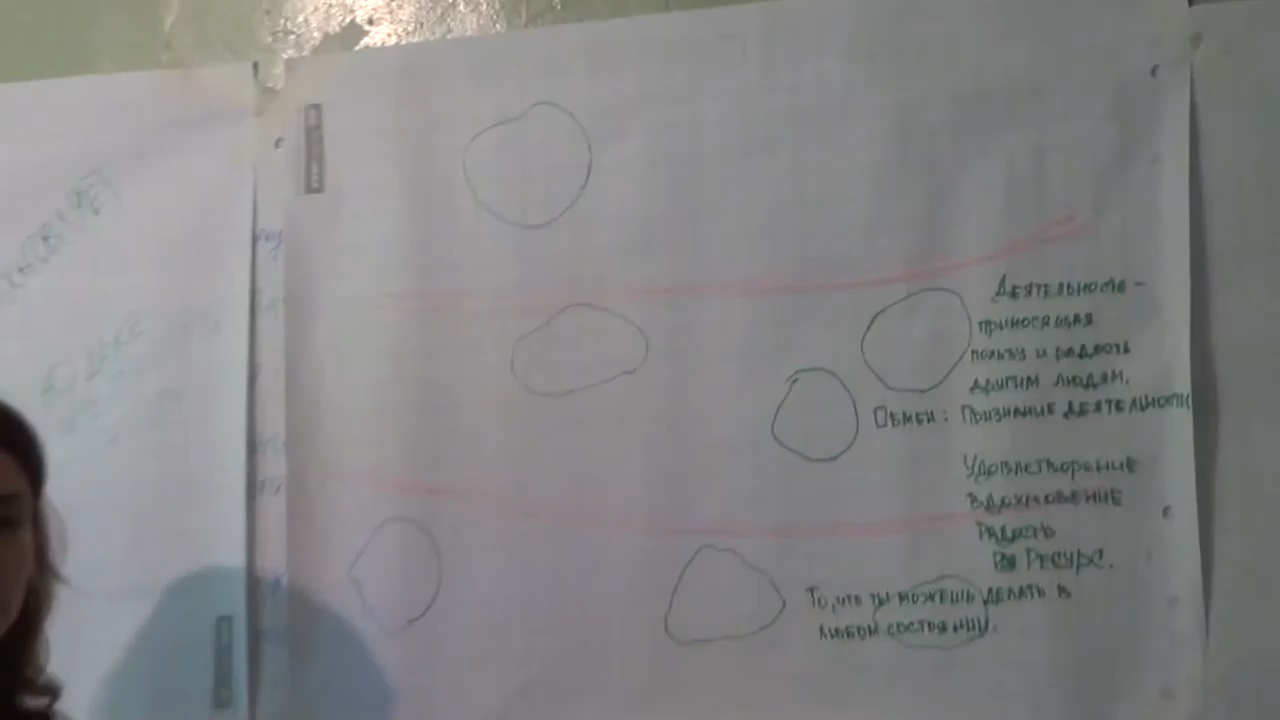 Деятельность -
приносящая
пользу и радость
другим людям.
Обмен: Признание деятельности
Удовлетворение
вдохновение
радость
Ресурс.
То, что ты можешь делать в
любом состоянии.